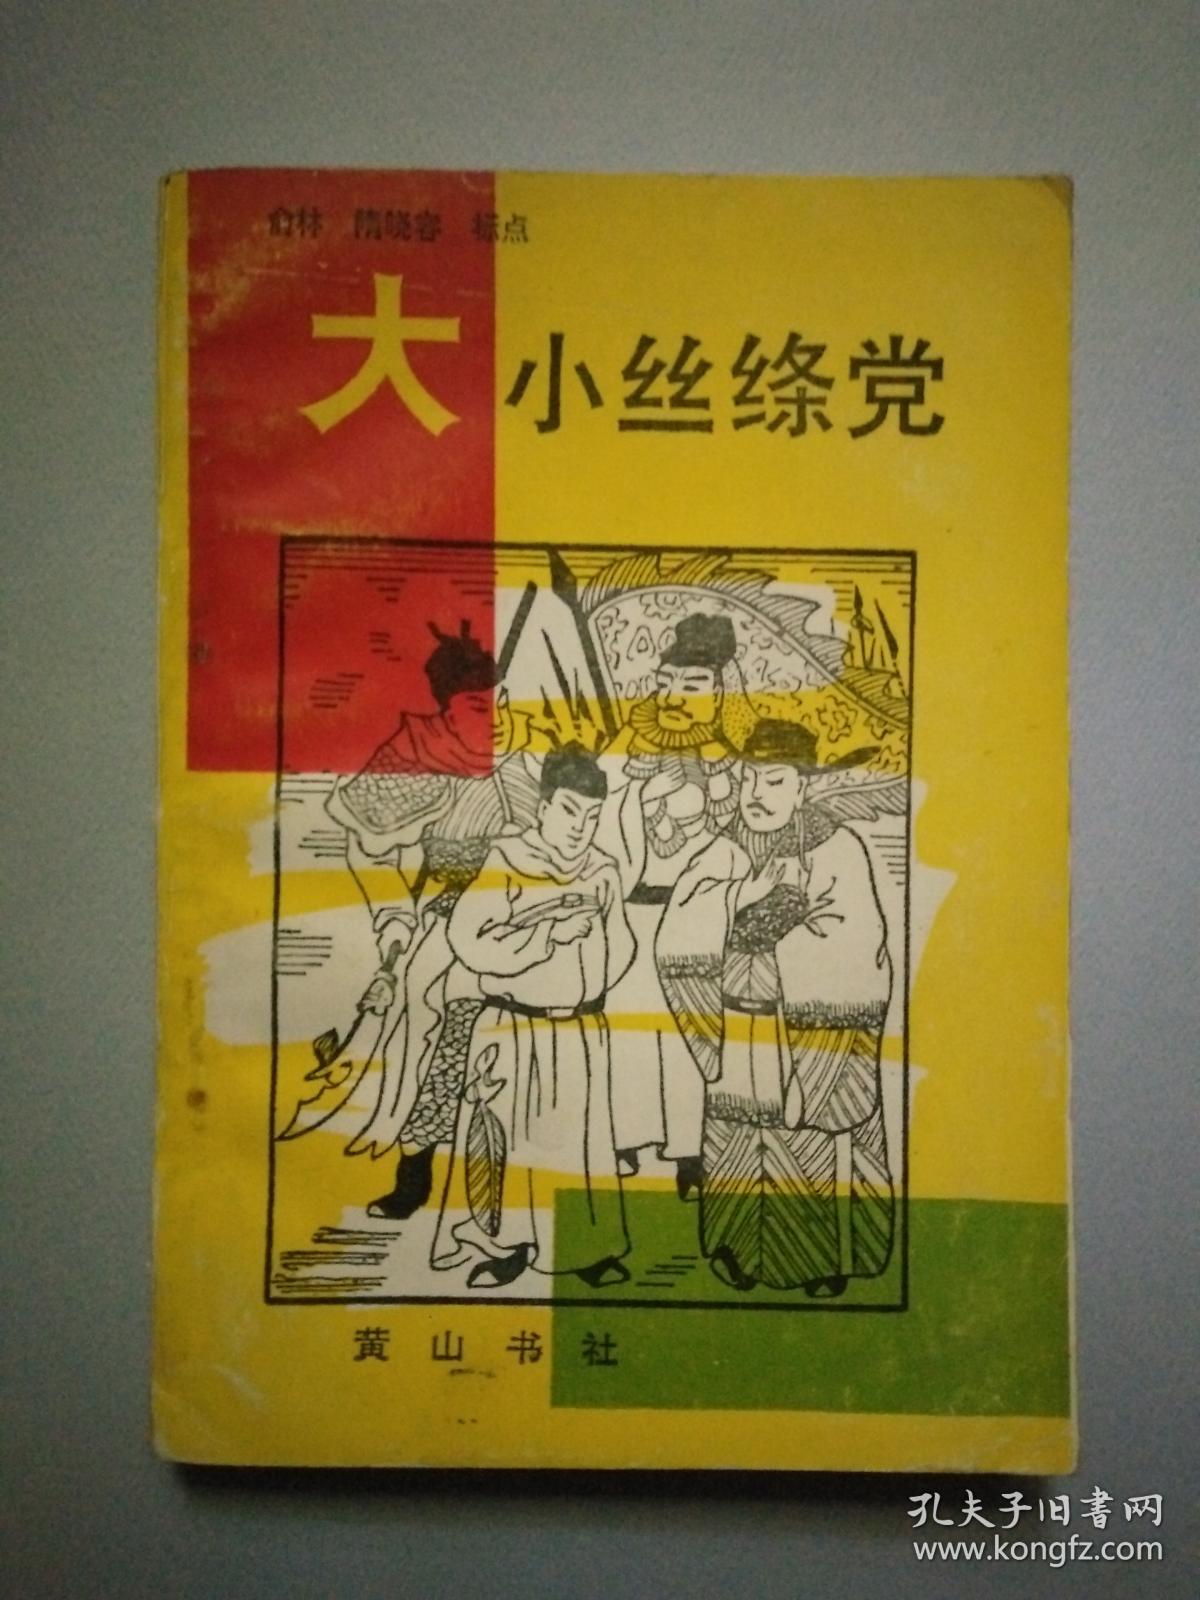 俞林 隋晓容 标点
大小丝绦党
黄山书社
孔夫子旧书网
www.kongfz.com